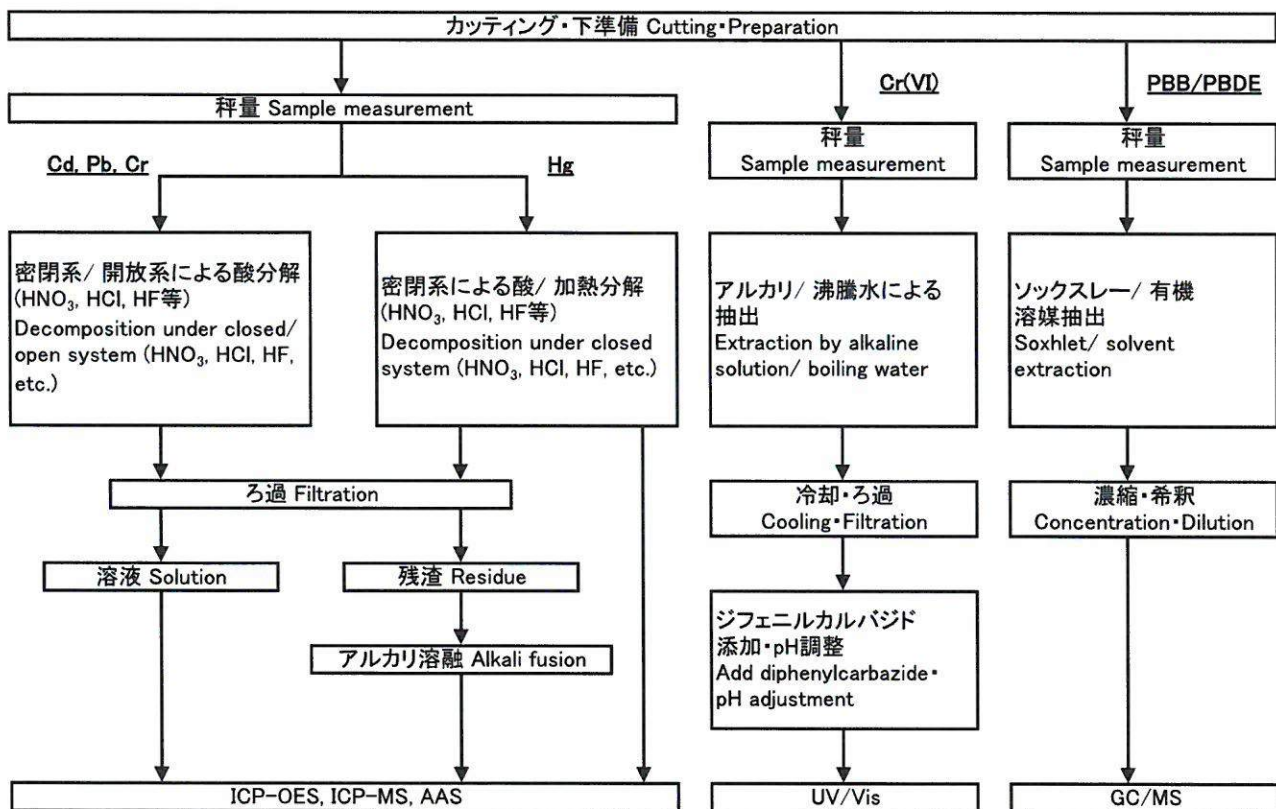 カッティング・下準備 Cutting・Preparation
秤量 Sample measurement
Cd, Pb, Cr
Hg
密閉系/ 開放系による酸分解
(HNO₃, HCl, HF等)
Decomposition under closed/
open system (HNO₃, HCl, HF,
etc.)
密閉系による酸/ 加熱分解
(HNO₃, HCl, HF等)
Decomposition under closed
system (HNO₃, HCl, HF, etc.)
ろ過 Filtration
溶液 Solution
残渣 Residue
アルカリ溶融 Alkali fusion
ICP-OES, ICP-MS, AAS
Cr(VI)
秤量
Sample measurement
アルカリ/ 沸騰水による
抽出
Extraction by alkaline
solution/ boiling water
冷却・ろ過
Cooling・Filtration
ジフェニルカルバジド
添加・pH調整
Add diphenylcarbazide・
pH adjustment
UV/Vis
PBB/PBDE
秤量
Sample measurement
ソックスレー/ 有機
溶媒抽出
Soxhlet/ solvent
extraction
濃縮・希釈
Concentration・Dilution
GC/MS